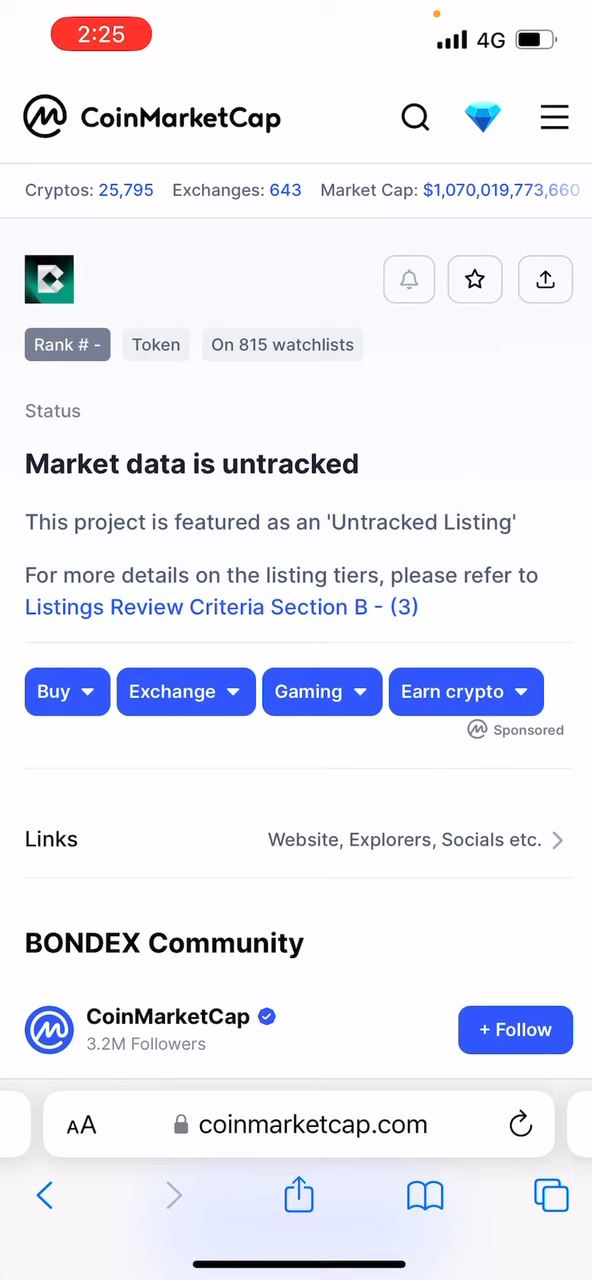 2:25
4G
CoinMarketCap
Cryptos: 25,795 Exchanges: 643 Market Cap: $1,070,019,773,660
Rank # -
Token
On 815 watchlists
Status
Market data is untracked
This project is featured as an 'Untracked Listing'
For more details on the listing tiers, please refer to
Listings Review Criteria Section B - (3)
Buy
Exchange
Gaming
Earn crypto
Sponsored
Links
Website, Explorers, Socials etc.
BONDEX Community
CoinMarketCap
3.2M Followers
+ Follow
AA
coinmarketcap.com